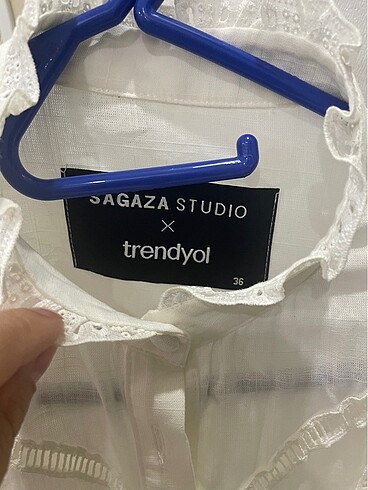 SAGAZA STUDIO
×
trendyol
36